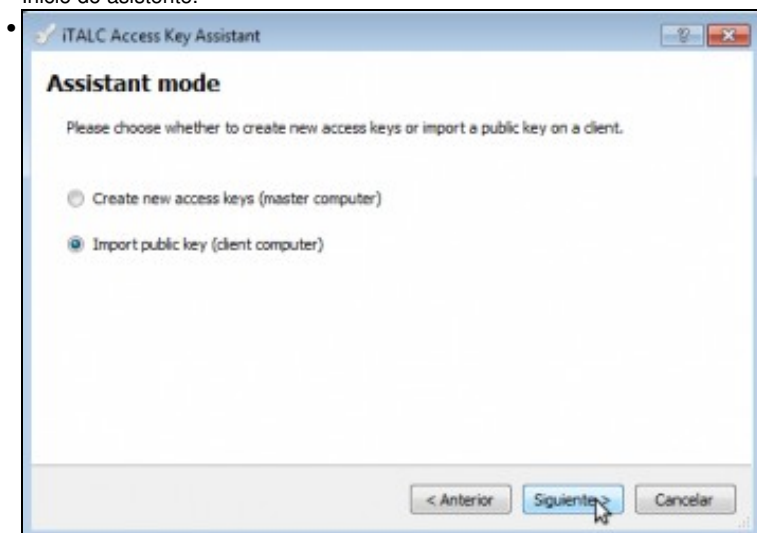 inicio do asistente.
iTALC Access Key Assistant
Assistant mode
Please choose whether to create new access keys or import a public key on a client.
Create new access keys (master computer)
Import public key (client computer)
< Anterior Siguiente > Cancelar